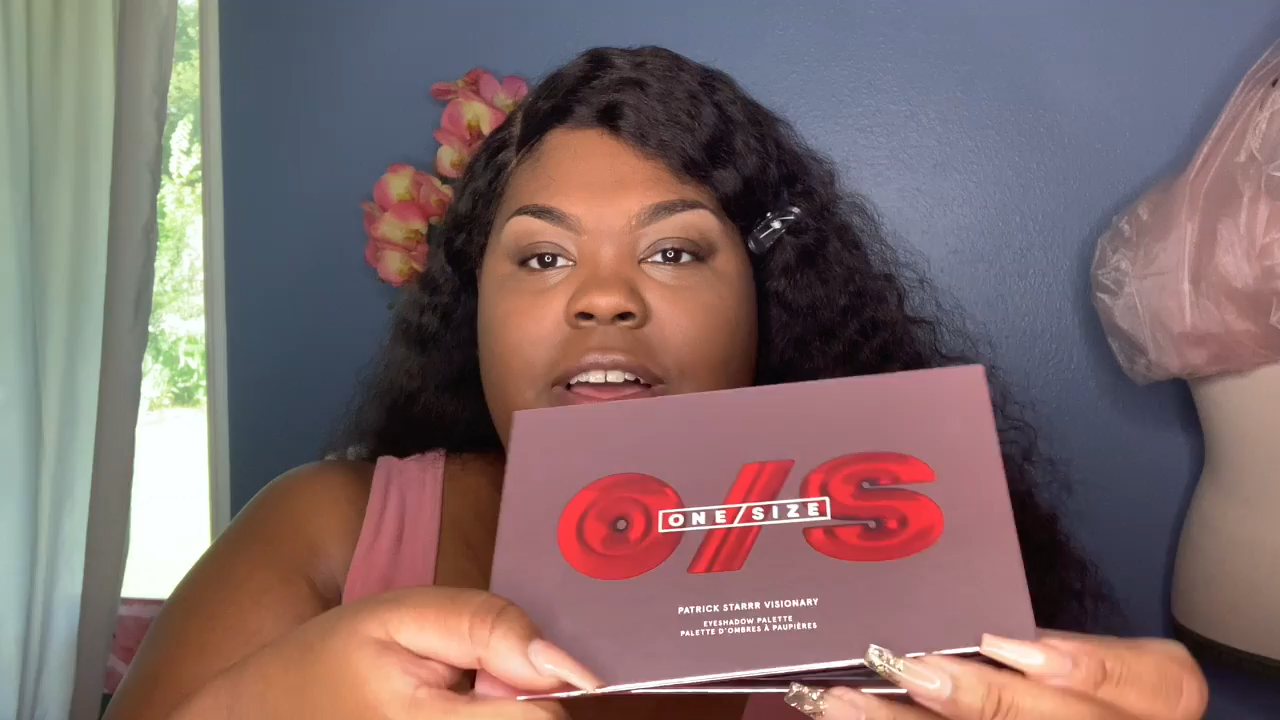 O/S
ONE/SIZE
PATRICK STARRR VISIONARY
EYESHADOW PALETTE
PALETTE D'OMBRES À PAUPIÈRES